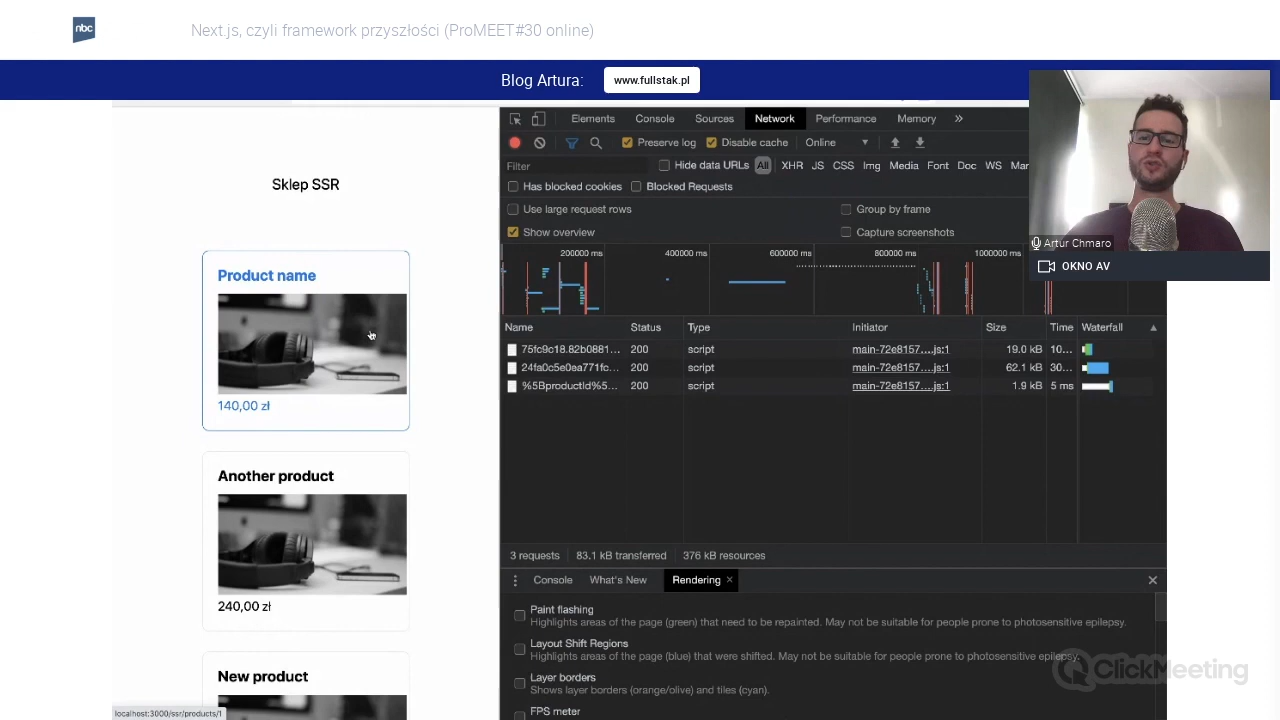 nbc
Next.js, czyli framework przyszłości (ProMEET#30 online)
Blog Artura: www.fullstak.pl
Artur Chmaro
OKNO AV
Sklep SSR
Product name
140,00 zł
Another product
240,00 zł
New product
localhost:3000/ssr/products/1
Elements Console Sources Network Performance Memory »
Preserve log Disable cache Online
Filter Hide data URLs All XHR JS CSS Img Media Font Doc WS Mar
Has blocked cookies Blocked Requests
Use large request rows Group by frame
Show overview Capture screenshots
200000 ms 400000 ms 600000 ms 800000 ms 1000000 ms
Name Status Type Initiator Size Time Waterfall
75fc9c18.82b0881... 200 script main-72e8157....js:1 19.0 kB 10...
24fa0c5e0ea771fc... 200 script main-72e8157....js:1 62.1 kB 30...
%5BproductId%5... 200 script main-72e8157....js:1 1.9 kB 5 ms
3 requests 83.1 kB transferred 376 kB resources
Console What's New Rendering ×
Paint flashing
Highlights areas of the page (green) that need to be repainted. May not be suitable for people prone to photosensitive epilepsy.
Layout Shift Regions
Highlights areas of the page (blue) that were shifted. May not be suitable for people prone to photosensitive epilepsy.
Layer borders
Shows layer borders (orange/olive) and tiles (cyan).
FPS meter
ClickMeeting